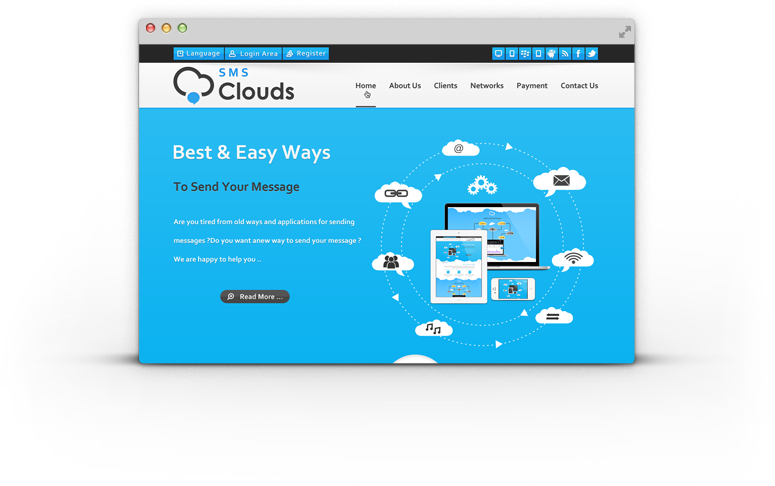 Language Login Area Register
SMS
Clouds
Home About Us Clients Networks Payment Contact Us
Best & Easy Ways
To Send Your Message
Are you tired from old ways and applications for sending
messages ?Do you want anew way to send your message ?
We are happy to help you ..
Read More ...
@